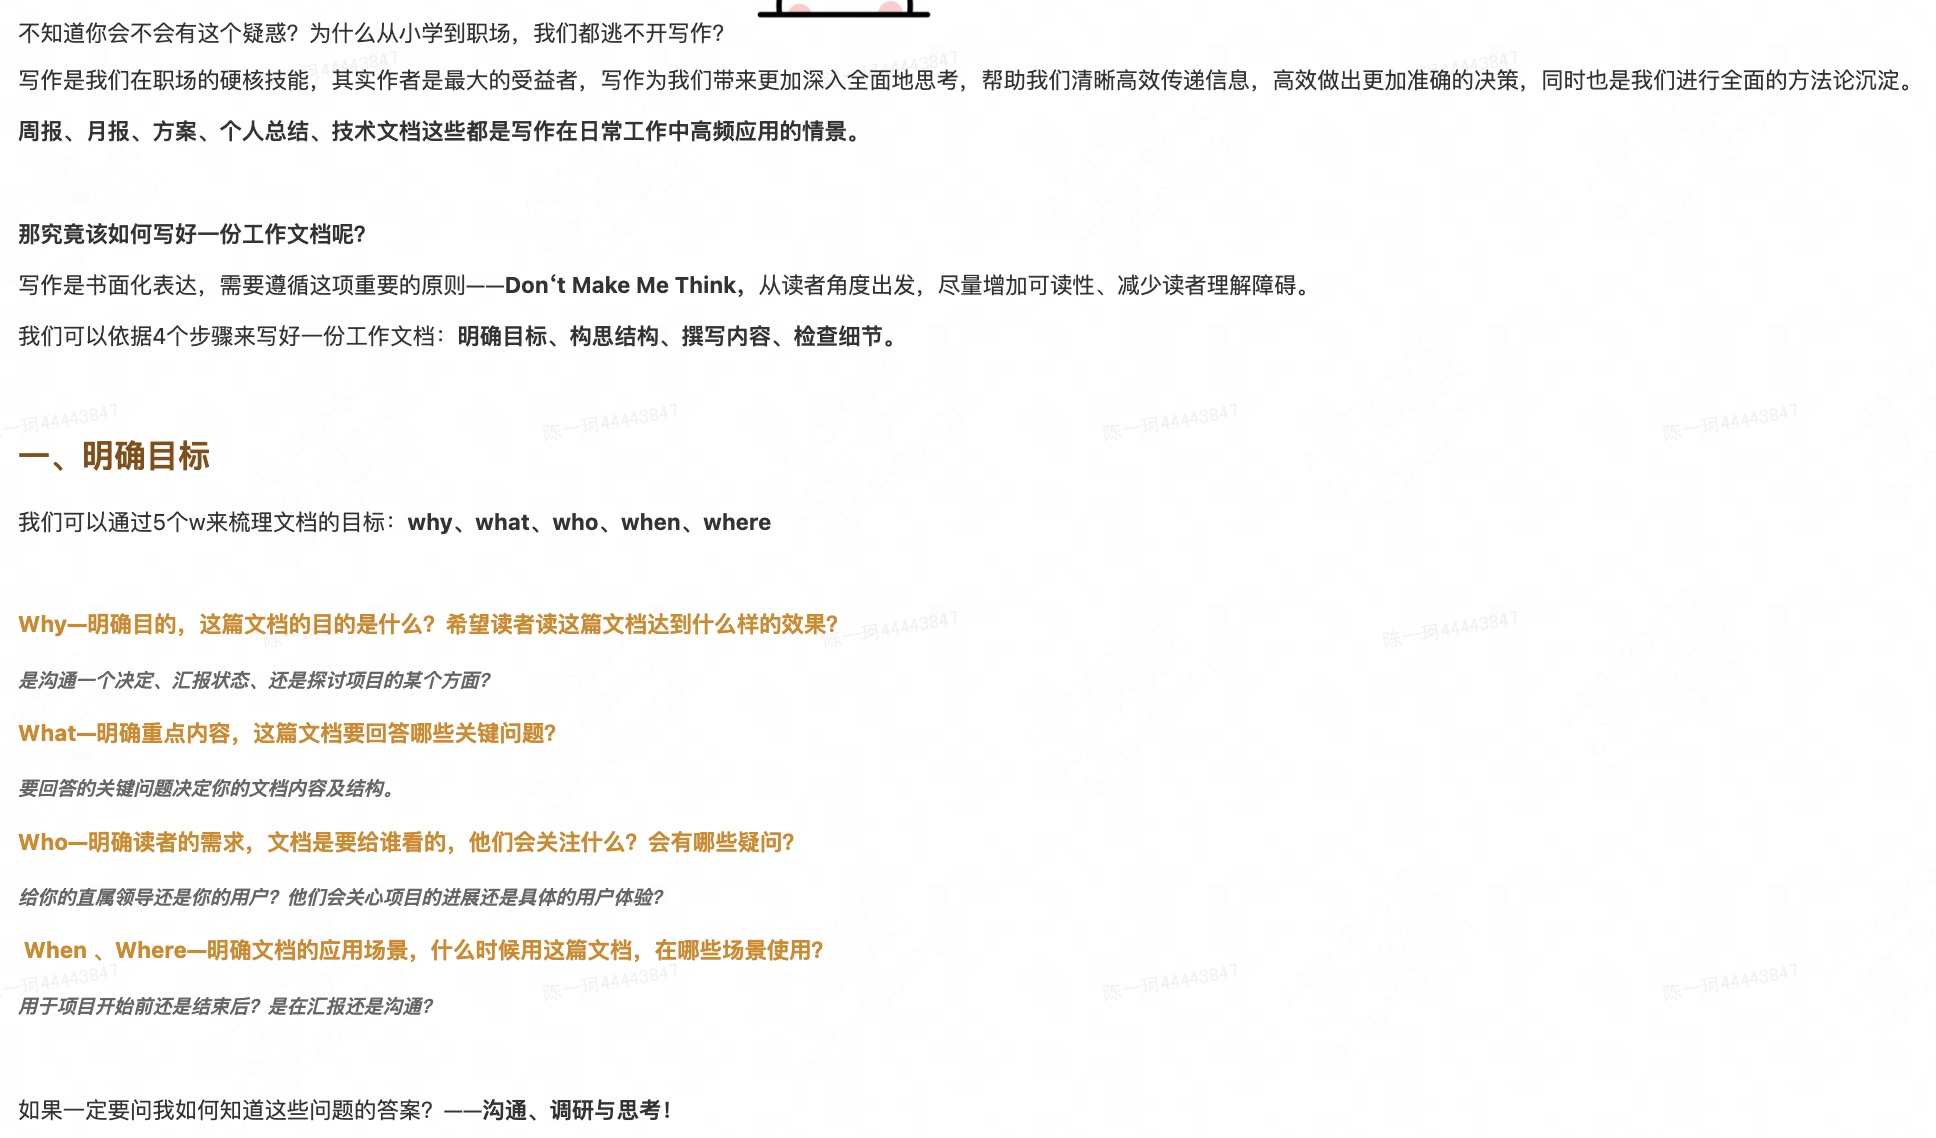 不知道你会不会有这个疑惑？为什么从小学到职场，我们都逃不开写作？
写作是我们在职场的硬核技能，其实作者是最大的受益者，写作为我们带来更加深入全面地思考，帮助我们清晰高效传递信息，高效做出更加准确的决策，同时也是我们进行全面的方法论沉淀。
周报、月报、方案、个人总结、技术文档这些都是写作在日常工作中高频应用的情景。
那究竟该如何写好一份工作文档呢？
写作是书面化表达，需要遵循这项重要的原则——Don‘t Make Me Think，从读者角度出发，尽量增加可读性、减少读者理解障碍。
我们可以依据4个步骤来写好一份工作文档：明确目标、构思结构、撰写内容、检查细节。
一、明确目标
我们可以通过5个w来梳理文档的目标：why、what、who、when、where
Why—明确目的，这篇文档的目的是什么？希望读者读这篇文档达到什么样的效果？
是沟通一个决定、汇报状态、还是探讨项目的某个方面？
What—明确重点内容，这篇文档要回答哪些关键问题？
要回答的关键问题决定你的文档内容及结构。
Who—明确读者的需求，文档是要给谁看的，他们会关注什么？会有哪些疑问？
给你的直属领导还是你的用户？他们会关心项目的进展还是具体的用户体验？
When 、Where—明确文档的应用场景，什么时候用这篇文档，在哪些场景使用？
用于项目开始前还是结束后？是在汇报还是沟通？
如果一定要问我如何知道这些问题的答案？——沟通、调研与思考！
陈一珂44443847